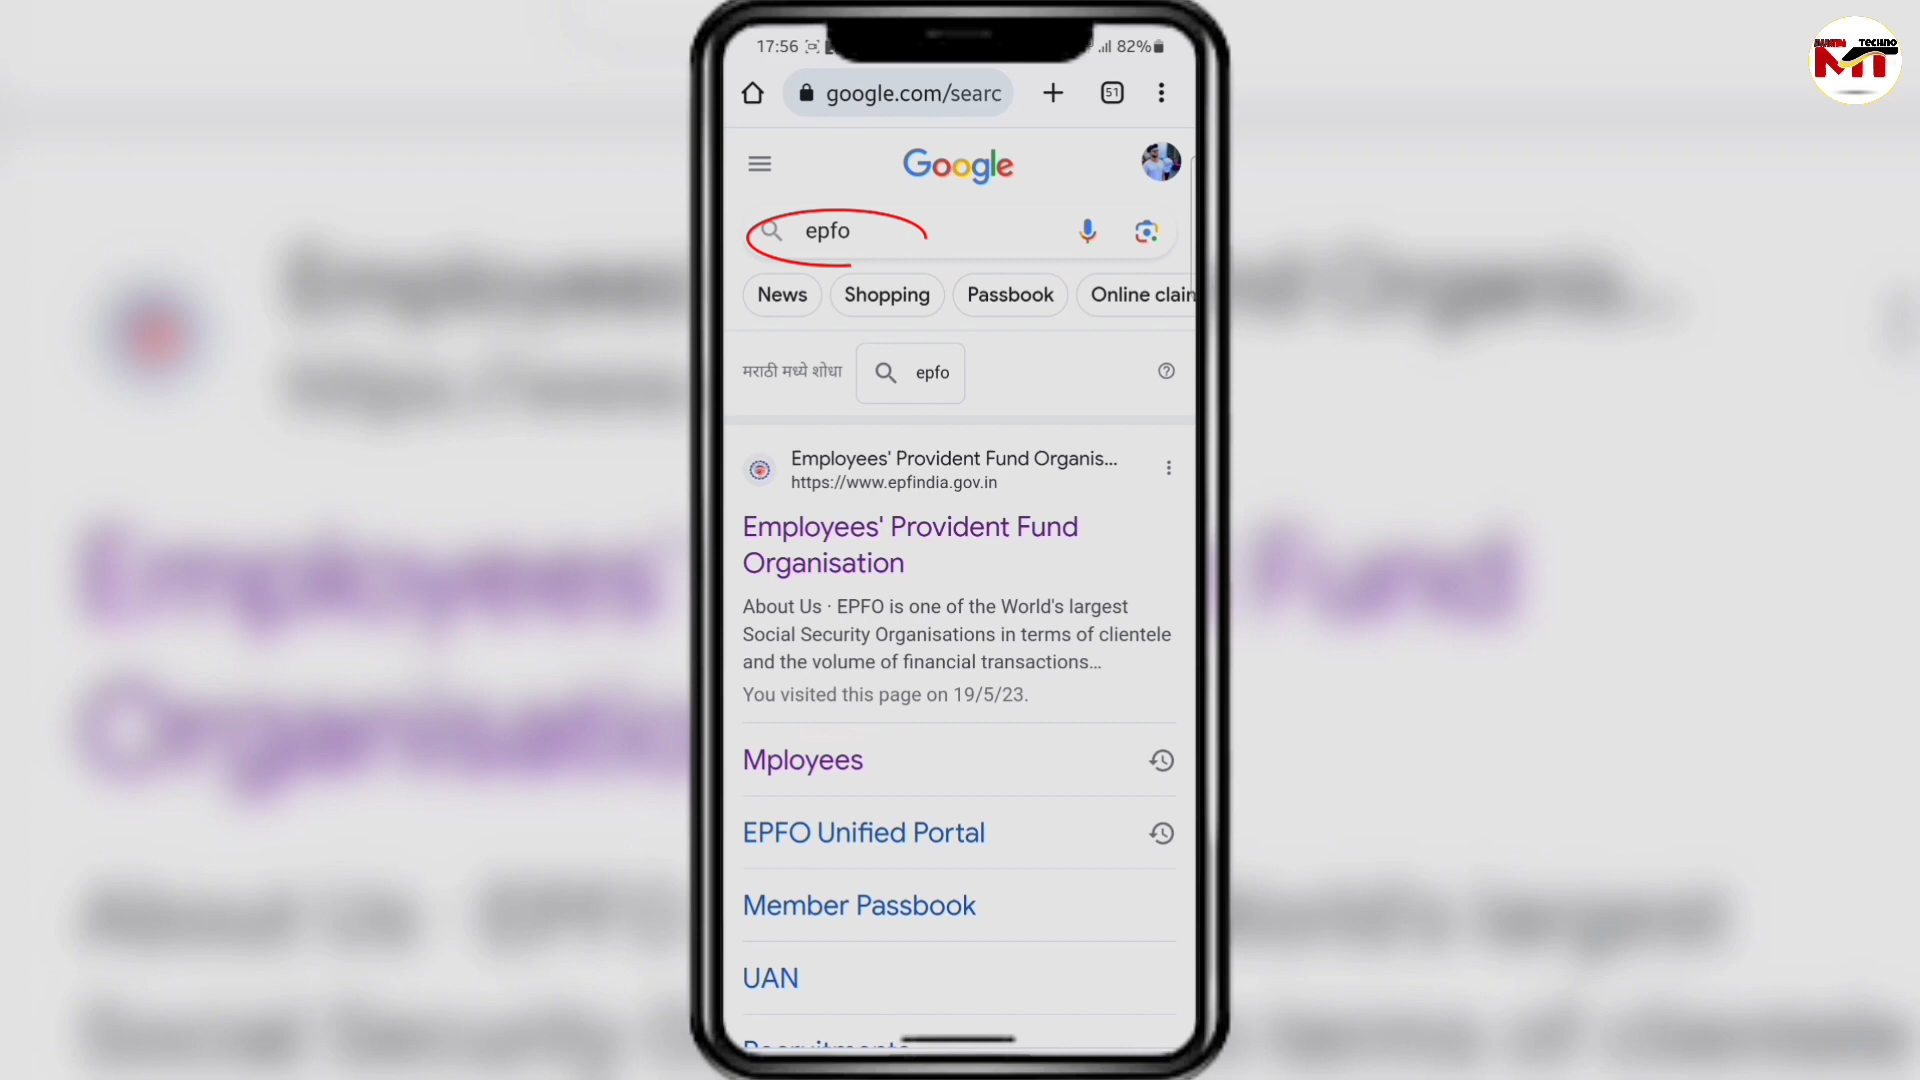 17:56
82%
TECHNO
MT
google.com/searc
51
Google
epfo
News
Shopping
Passbook
Online clain
मराठी मध्ये शोधा
epfo
Employees' Provident Fund Organis...
https://www.epfindia.gov.in
Employees' Provident Fund
Organisation
About Us · EPFO is one of the World's largest
Social Security Organisations in terms of clientele
and the volume of financial transactions...
You visited this page on 19/5/23.
Mployees
EPFO Unified Portal
Member Passbook
UAN